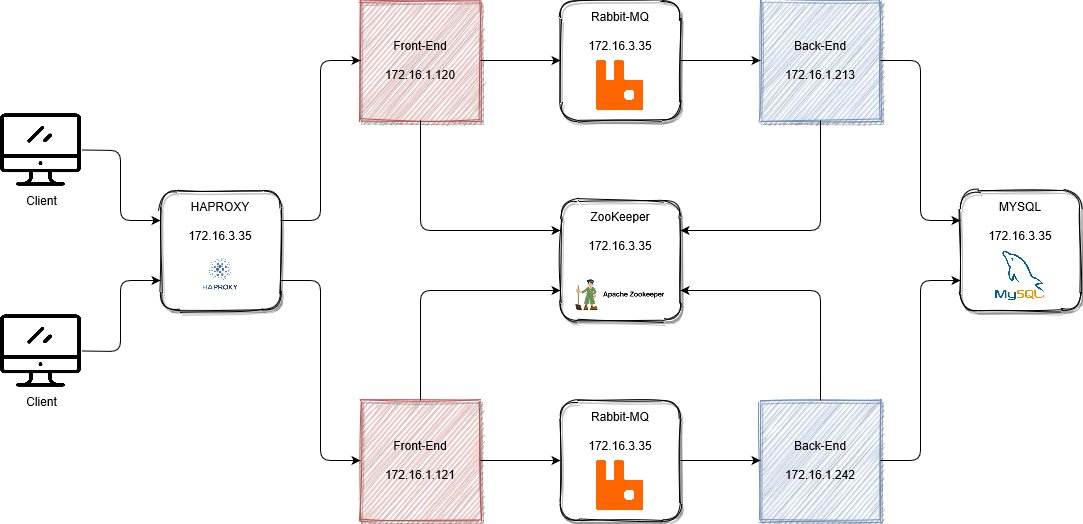 Front-End
172.16.1.120
Rabbit-MQ
172.16.3.35
Back-End
172.16.1.213
Client
HAPROXY
172.16.3.35
HAPROXY
ZooKeeper
172.16.3.35
Apache Zookeeper
MYSQL
172.16.3.35
MySQL
Client
Front-End
172.16.1.121
Rabbit-MQ
172.16.3.35
Back-End
172.16.1.242